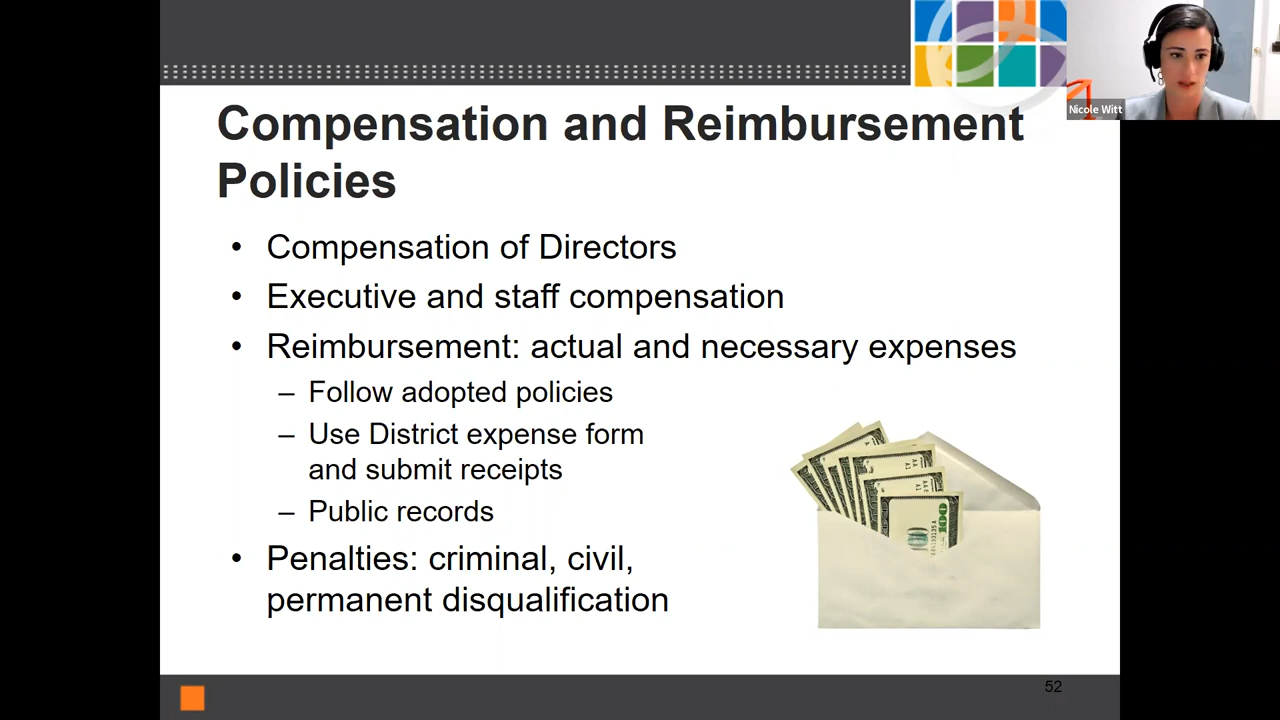 Nicole Witt
Compensation and Reimbursement
Policies
• Compensation of Directors
• Executive and staff compensation
• Reimbursement: actual and necessary expenses
– Follow adopted policies
– Use District expense form
and submit receipts
– Public records
• Penalties: criminal, civil,
permanent disqualification
100
52